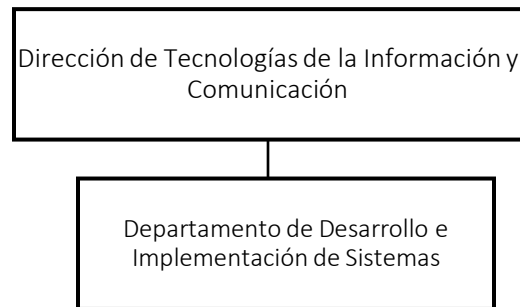 Dirección de Tecnologías de la Información y
Comunicación
Departamento de Desarrollo e
Implementación de Sistemas